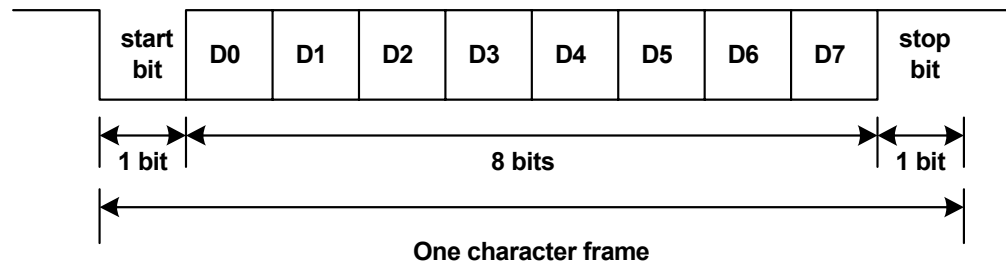 start bit D0 D1 D2 D3 D4 D5 D6 D7 stop bit
1 bit 8 bits 1 bit
One character frame